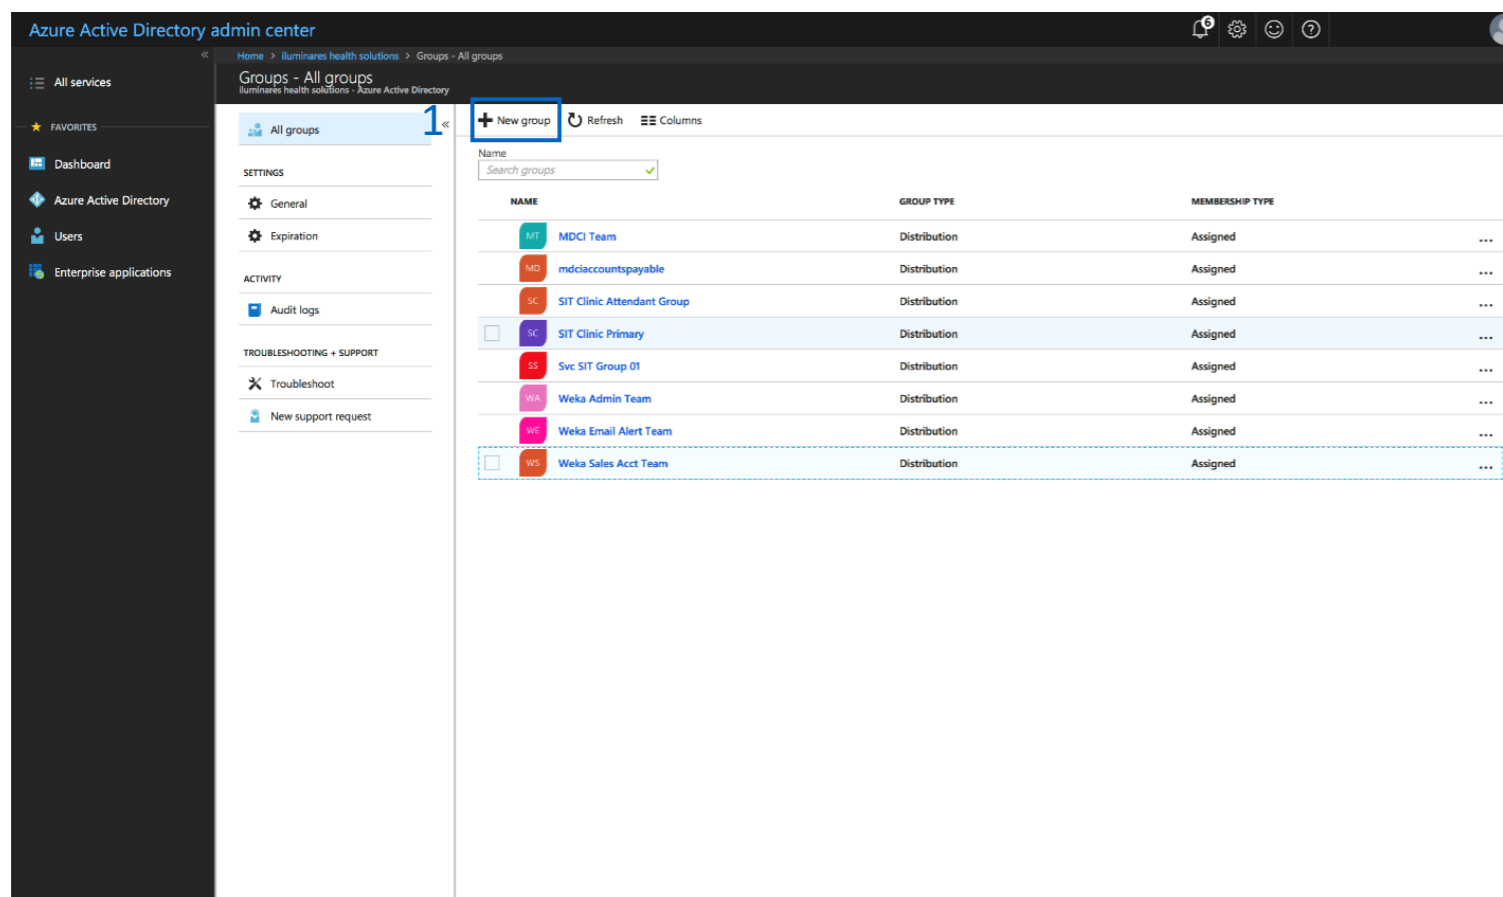 Azure Active Directory admin center
6
«
Home > iluminares health solutions > Groups - All groups
All services
Groups - All groups
iluminares health solutions - Azure Active Directory
FAVORITES
Dashboard
Azure Active Directory
Users
Enterprise applications
All groups
1
«
SETTINGS
General
Expiration
ACTIVITY
Audit logs
TROUBLESHOOTING + SUPPORT
Troubleshoot
New support request
New group Refresh Columns
Name
Search groups
NAME GROUP TYPE MEMBERSHIP TYPE
MT MDCI Team Distribution Assigned ...
MD mdciaccountspayable Distribution Assigned ...
SC SIT Clinic Attendant Group Distribution Assigned ...
SC SIT Clinic Primary Distribution Assigned ...
SS Svc SIT Group 01 Distribution Assigned ...
WA Weka Admin Team Distribution Assigned ...
WE Weka Email Alert Team Distribution Assigned ...
WS Weka Sales Acct Team Distribution Assigned ...